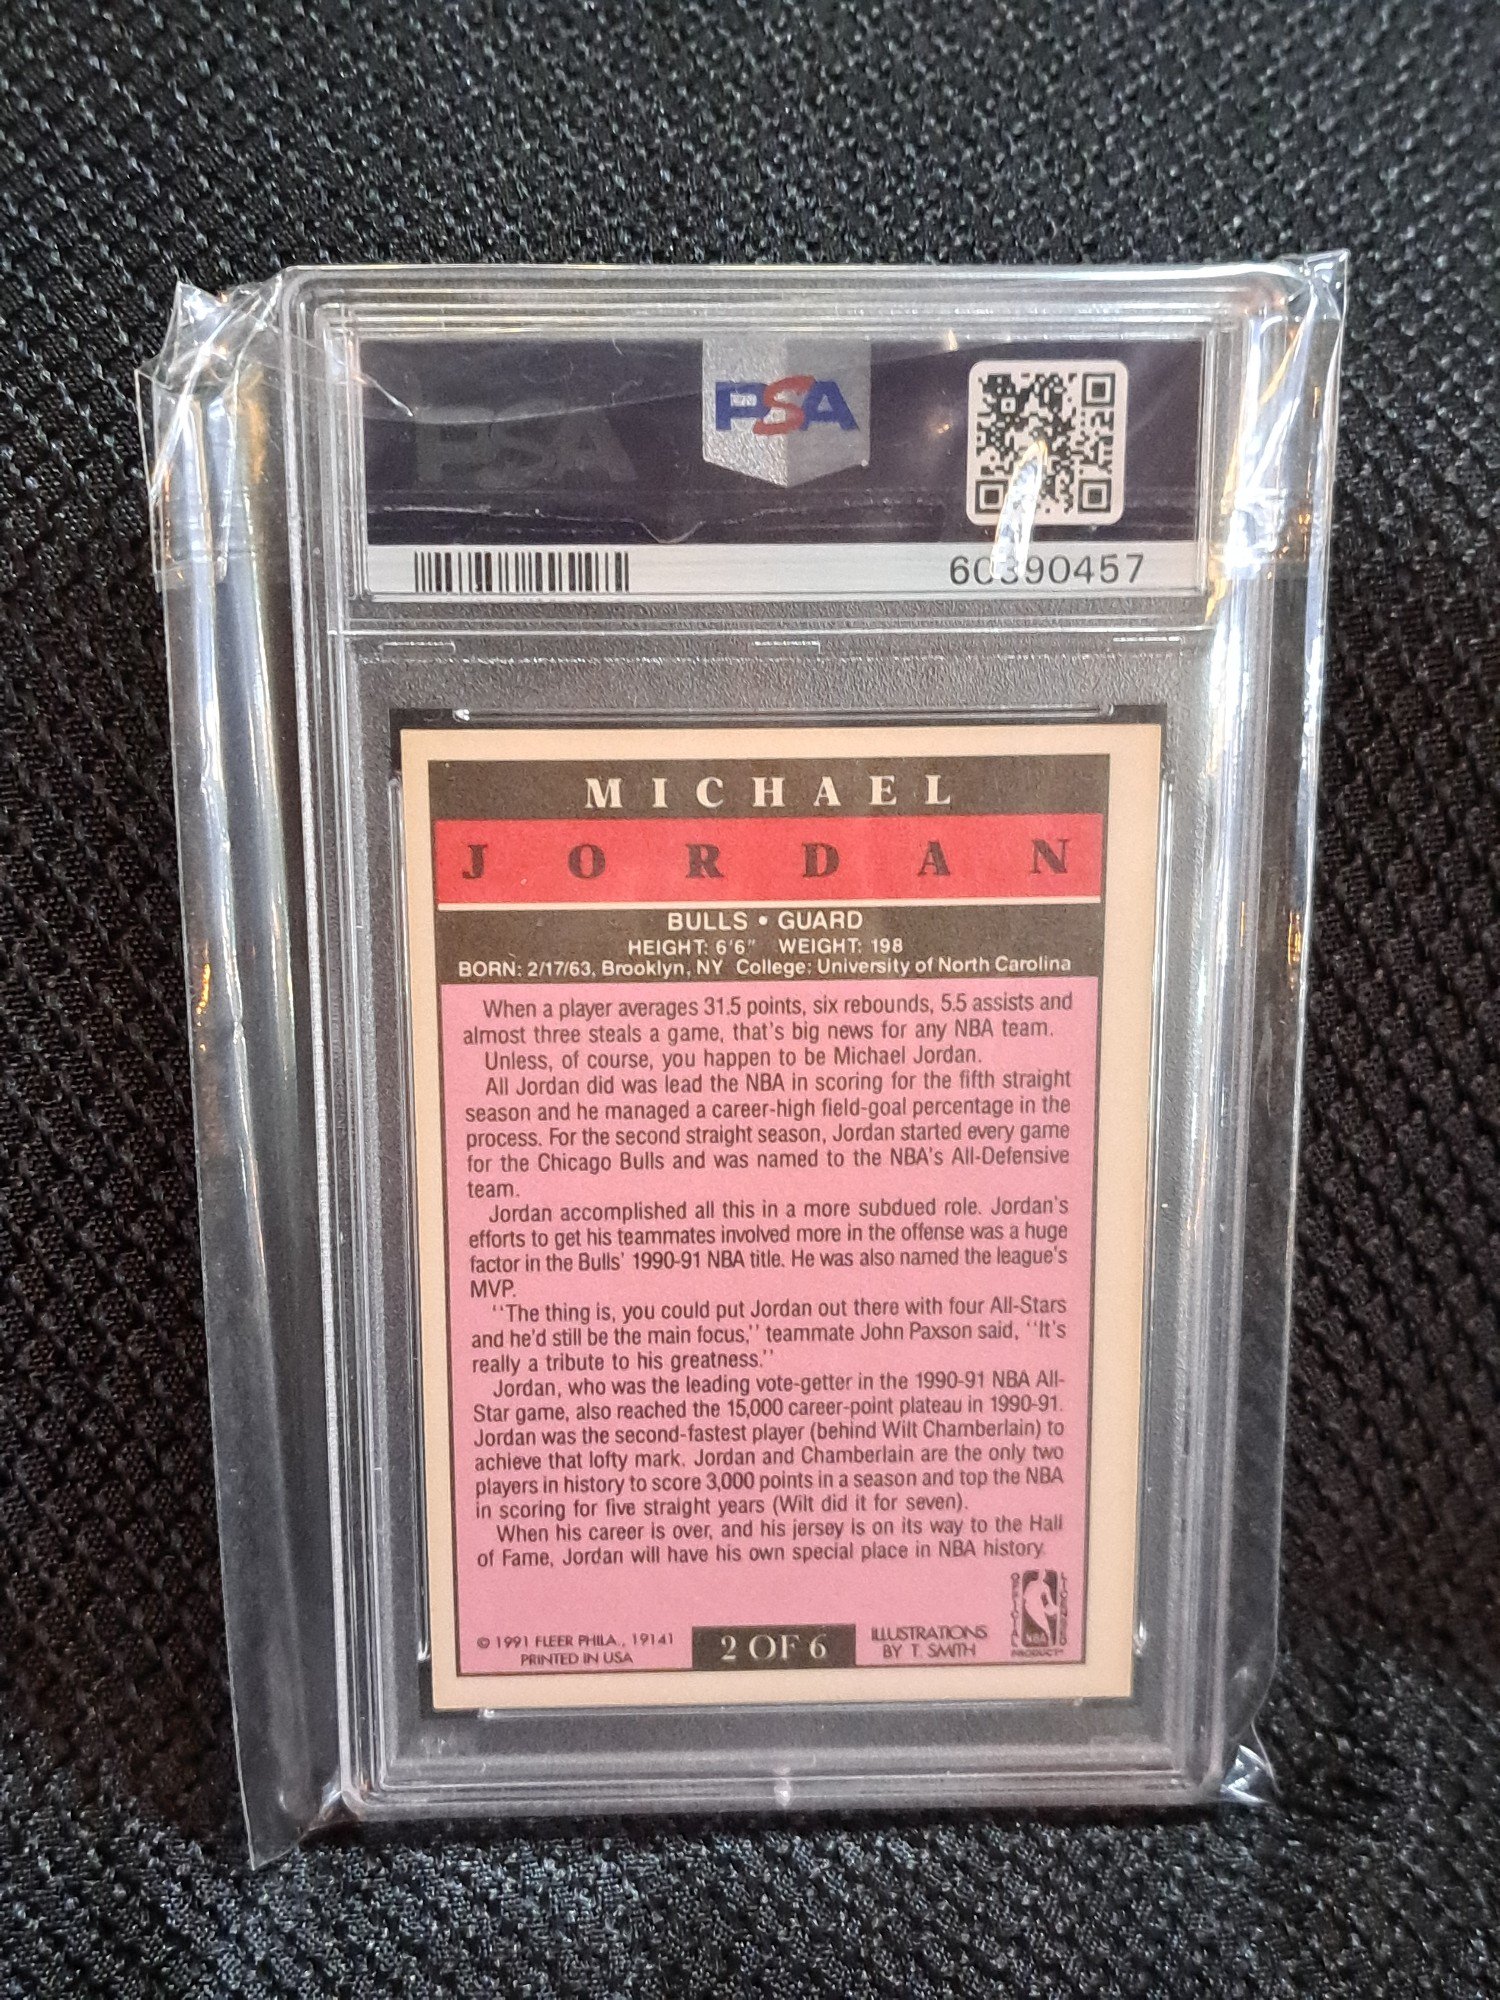 PSA
PSA
60390457
MICHAEL
JORDAN
BULLS • GUARD
HEIGHT: 6'6" WEIGHT: 198
BORN: 2/17/63, Brooklyn, NY College: University of North Carolina
When a player averages 31.5 points, six rebounds, 5.5 assists and
almost three steals a game, that's big news for any NBA team.
Unless, of course, you happen to be Michael Jordan.
All Jordan did was lead the NBA in scoring for the fifth straight
season and he managed a career-high field-goal percentage in the
process. For the second straight season, Jordan started every game
for the Chicago Bulls and was named to the NBA's All-Defensive
team.
Jordan accomplished all this in a more subdued role. Jordan's
efforts to get his teammates involved more in the offense was a huge
factor in the Bulls' 1990-91 NBA title. He was also named the league's
MVP.
"The thing is, you could put Jordan out there with four All-Stars
and he'd still be the main focus," teammate John Paxson said, "It's
really a tribute to his greatness."
Jordan, who was the leading vote-getter in the 1990-91 NBA All-
Star game, also reached the 15,000 career-point plateau in 1990-91.
Jordan was the second-fastest player (behind Wilt Chamberlain) to
achieve that lofty mark. Jordan and Chamberlain are the only two
players in history to score 3,000 points in a season and top the NBA
in scoring for five straight years (Wilt did it for seven).
When his career is over, and his jersey is on its way to the Hall
of Fame, Jordan will have his own special place in NBA history.
© 1991 FLEER PHILA., 19141
PRINTED IN USA
2 OF 6
ILLUSTRATIONS
BY T. SMITH
OFFICIAL
LICENSED
NBA
PRODUCT